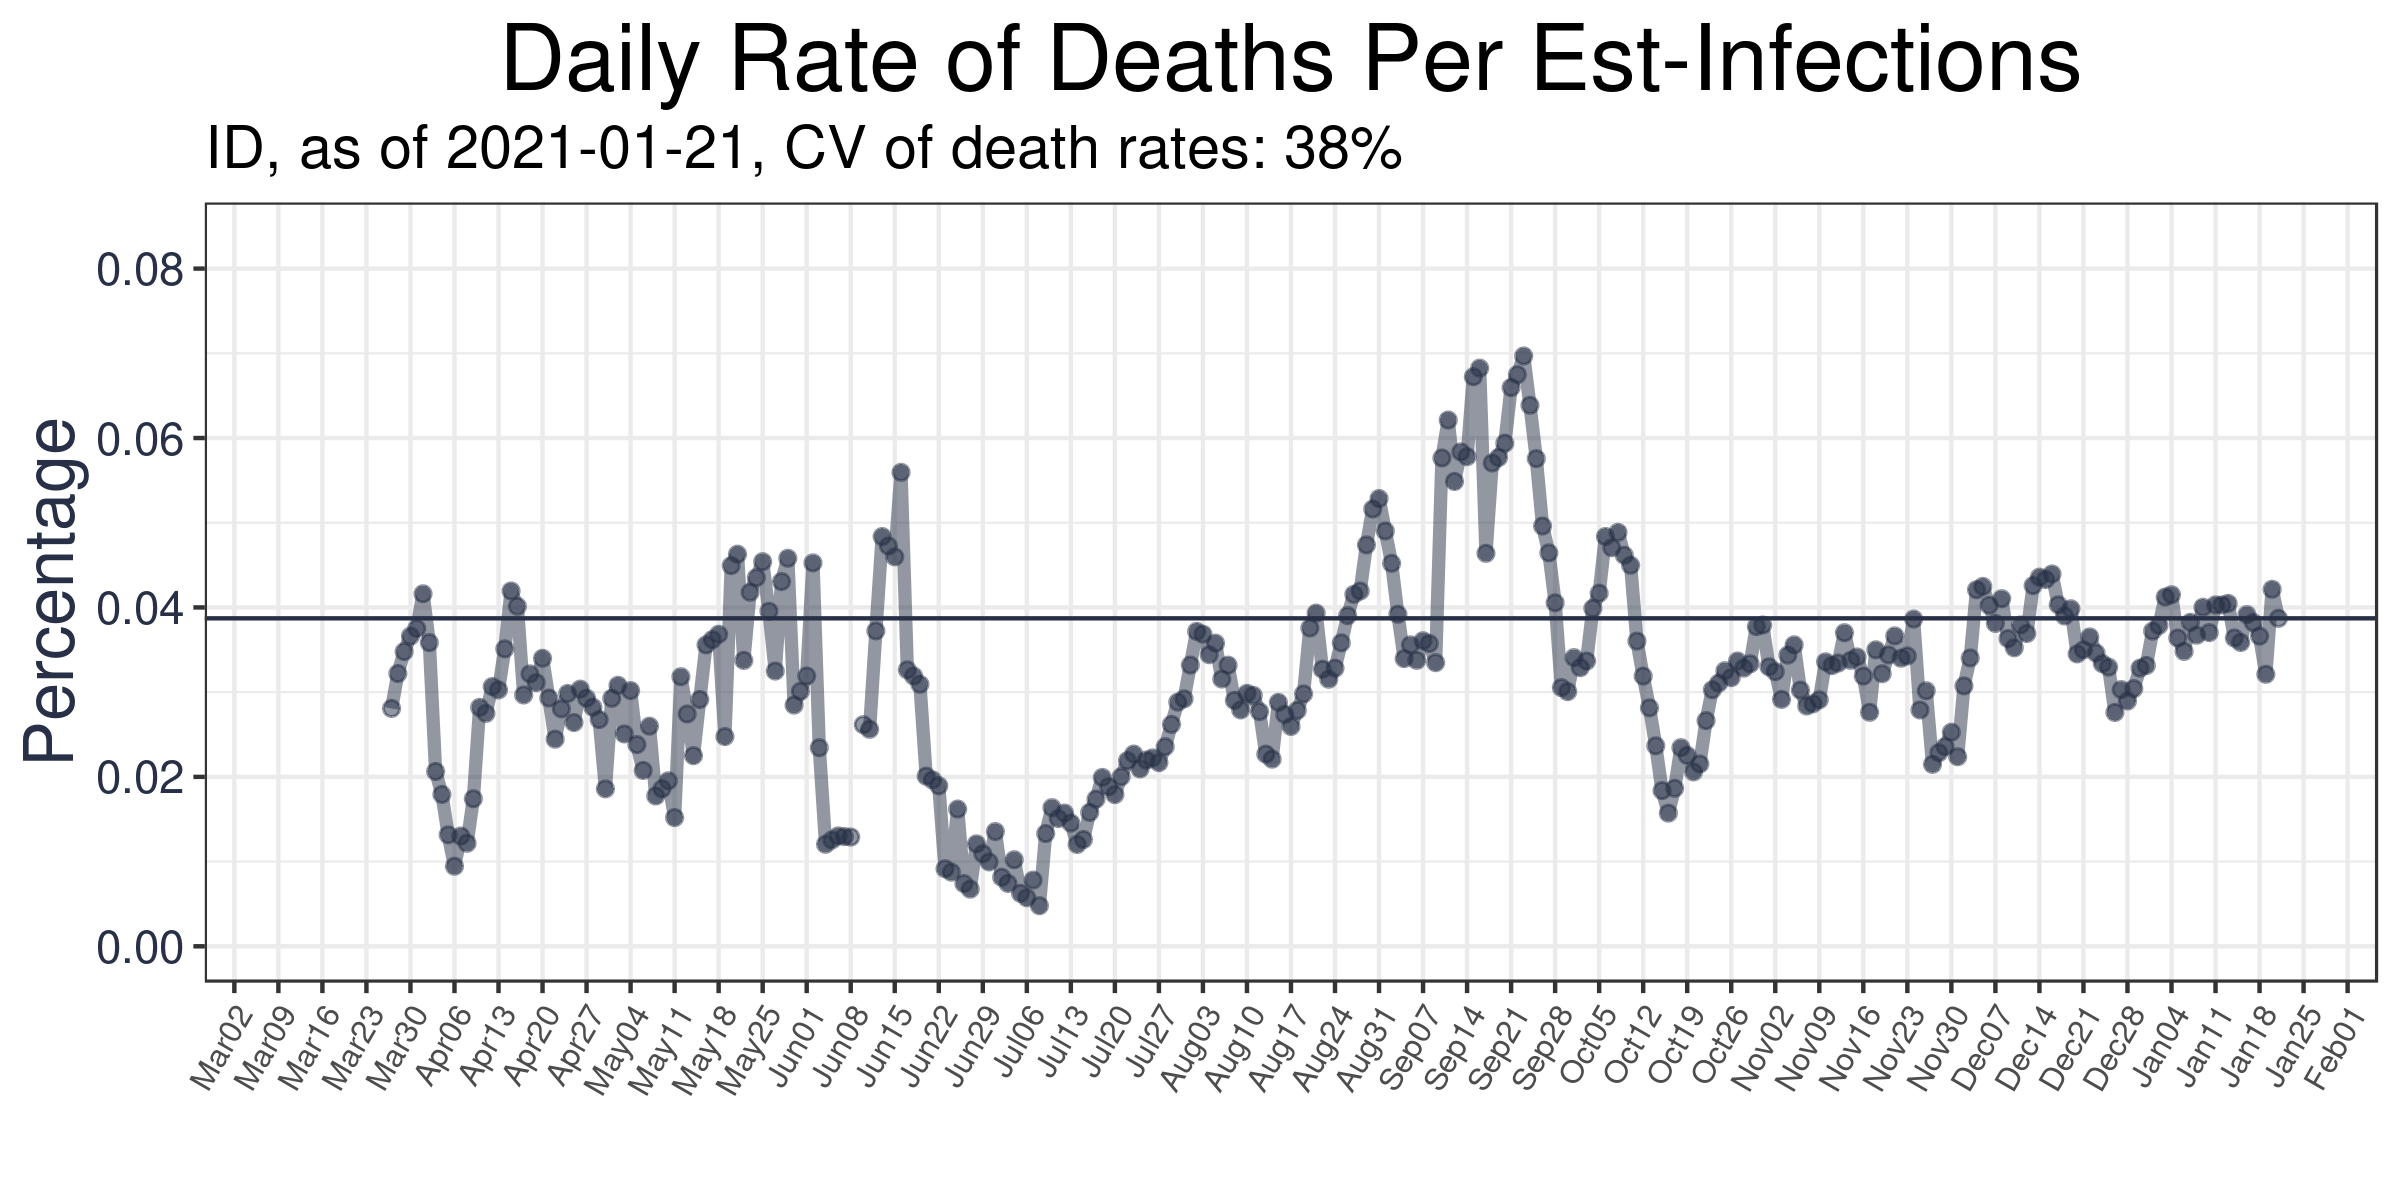 Daily Rate of Deaths Per Est-Infections
ID, as of 2021-01-21, CV of death rates: 38%
Percentage
0.08
0.06
0.04
0.02
0.00
Mar02
Mar09
Mar16
Mar23
Mar30
Apr06
Apr13
Apr20
Apr27
May04
May11
May18
May25
Jun01
Jun08
Jun15
Jun22
Jun29
Jul06
Jul13
Jul20
Jul27
Aug03
Aug10
Aug17
Aug24
Aug31
Sep07
Sep14
Sep21
Sep28
Oct05
Oct12
Oct19
Oct26
Nov02
Nov09
Nov16
Nov23
Nov30
Dec07
Dec14
Dec21
Dec28
Jan04
Jan11
Jan18
Jan25
Feb01